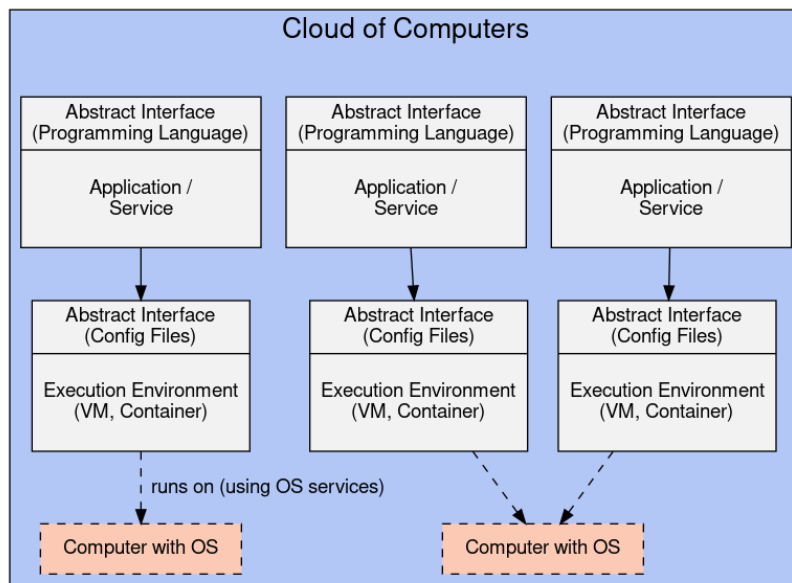 Cloud of Computers
Abstract Interface
(Programming Language)
Application /
Service
Abstract Interface
(Programming Language)
Application /
Service
Abstract Interface
(Programming Language)
Application /
Service
Abstract Interface
(Config Files)
Execution Environment
(VM, Container)
Abstract Interface
(Config Files)
Execution Environment
(VM, Container)
Abstract Interface
(Config Files)
Execution Environment
(VM, Container)
runs on (using OS services)
Computer with OS
Computer with OS